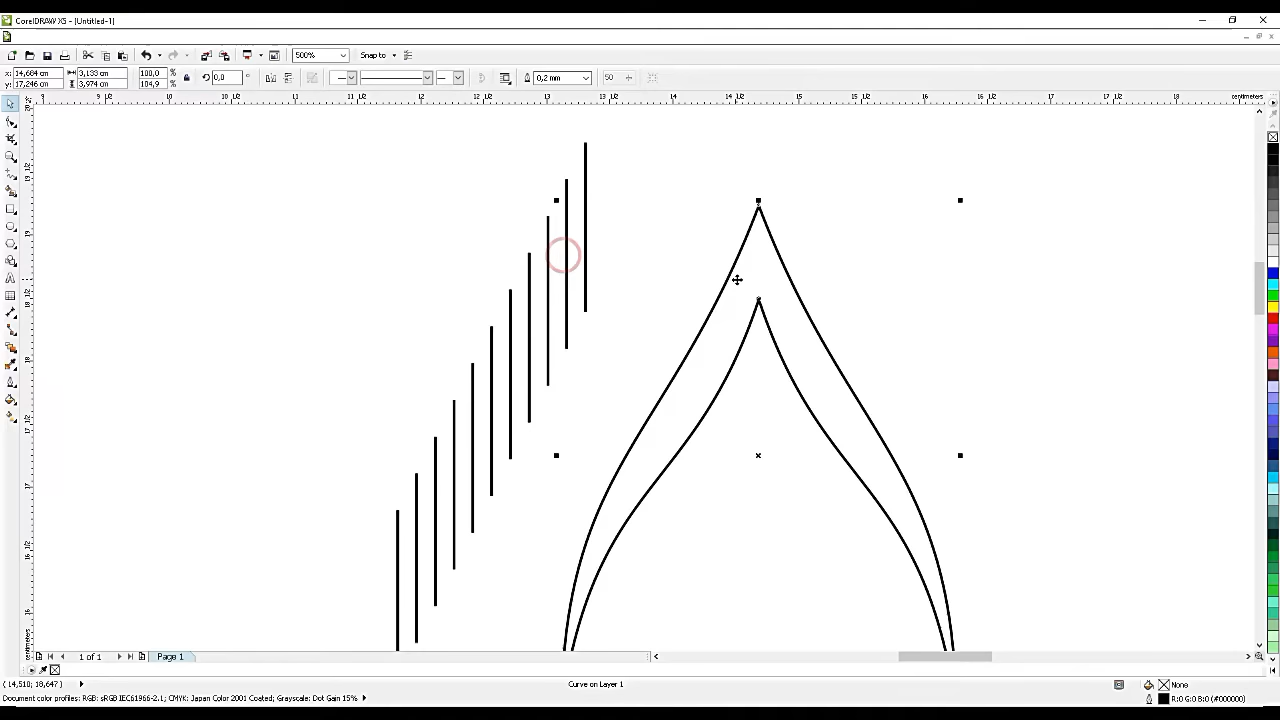 CorelDRAW X5 - [Untitled-1]
500%
Snap to
x: 14,684 cm
y: 17,246 cm
3,133 cm
3,974 cm
100,0
104,9
%
%
0,0
0,2 mm
50
centimeters
1 of 1
Page 1
( 14,510; 18,647 )
Curve on Layer 1
None
Document color profiles: RGB: sRGB IEC61966-2.1; CMYK: Japan Color 2001 Coated; Grayscale: Dot Gain 15%
R:0 G:0 B:0 (#000000)